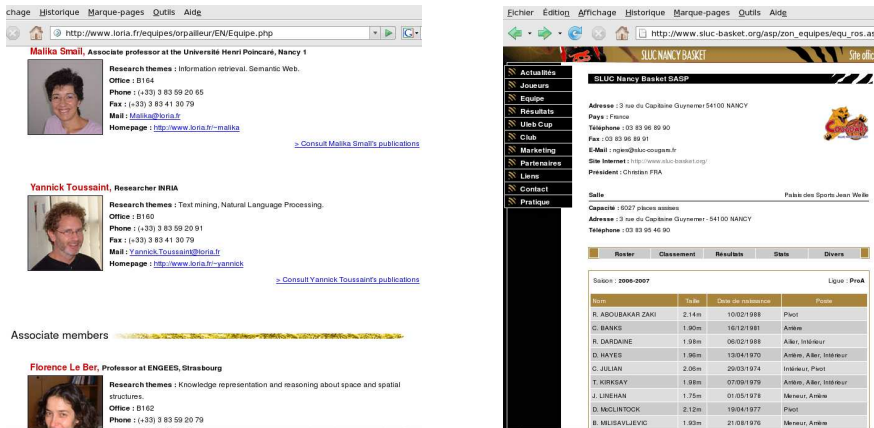 chage Historique Marque-pages Outils Aide
http://www.loria.fr/equipes/orpailleur/EN/Equipe.php
Malika Smail, Associate professor at the Université Henri Poincaré, Nancy 1
Research themes : Information retrieval. Semantic Web.
Office : B164
Phone : (+33) 3 83 59 20 65
Fax : (+33) 3 83 41 30 79
Mail : Malika@loria.fr
Homepage : http://www.loria.fr/~malika
> Consult Malika Smail's publications
Yannick Toussaint, Researcher INRIA
Research themes : Text mining, Natural Language Processing.
Office : B160
Phone : (+33) 3 83 59 20 91
Fax : (+33) 3 83 41 30 79
Mail : Yannick.Toussaint@loria.fr
Homepage : http://www.loria.fr/~yannick
> Consult Yannick Toussaint's publications
Associate members
Florence Le Ber, Professor at ENGEES, Strasbourg
Research themes : Knowledge representation and reasoning about space and spatial
structures.
Office : B162
Phone : (+33) 3 83 59 20 79
Fichier Édition Affichage Historique Marque-pages Outils Aide
http://www.sluc-basket.org/asp/zon_equipes/equ_ros.as
SLUC NANCY BASKET Site offic
Actualités
Joueurs
Equipe
Résultats
Uleb Cup
Club
Marketing
Partenaires
Liens
Contact
Pratique
SLUC Nancy Basket SASP
Adresse : 3 rue du Capitaine Guynemer 54100 NANCY
Pays : France
Téléphone : 03 83 96 89 90
Fax : 03 83 96 89 91
E-Mail : ngies@sluc-cougars.fr
Site Internet : http://www.sluc-basket.org/
Président : Christian FRA
Salle Palais des Sports Jean Weille
Capacité : 6027 places assises
Adresse : 3 rue du Capitaine Guynemer - 54100 NANCY
Téléphone : 03 83 95 46 90
Roster Classement Résultats Stats Divers
Saison : 2006-2007 Ligue : ProA
Nom Taille Date de naissance Poste
R. ABOUBAKAR ZAKI 2.14m 10/02/1988 Pivot
C. BANKS 1.90m 16/12/1981 Arrière
R. DARDAINE 1.98m 06/02/1988 Ailier, Intérieur
D. HAYES 1.96m 13/04/1970 Arrière, Ailier, Intérieur
C. JULIAN 2.06m 29/03/1974 Intérieur, Pivot
T. KIRKSAY 1.98m 07/09/1979 Arrière, Ailier, Intérieur
J. LINEHAN 1.75m 01/05/1978 Meneur, Arrière
D. McCLINTOCK 2.12m 19/04/1977 Pivot
B. MILISAVLJEVIC 1.93m 21/08/1976 Meneur, Arrière